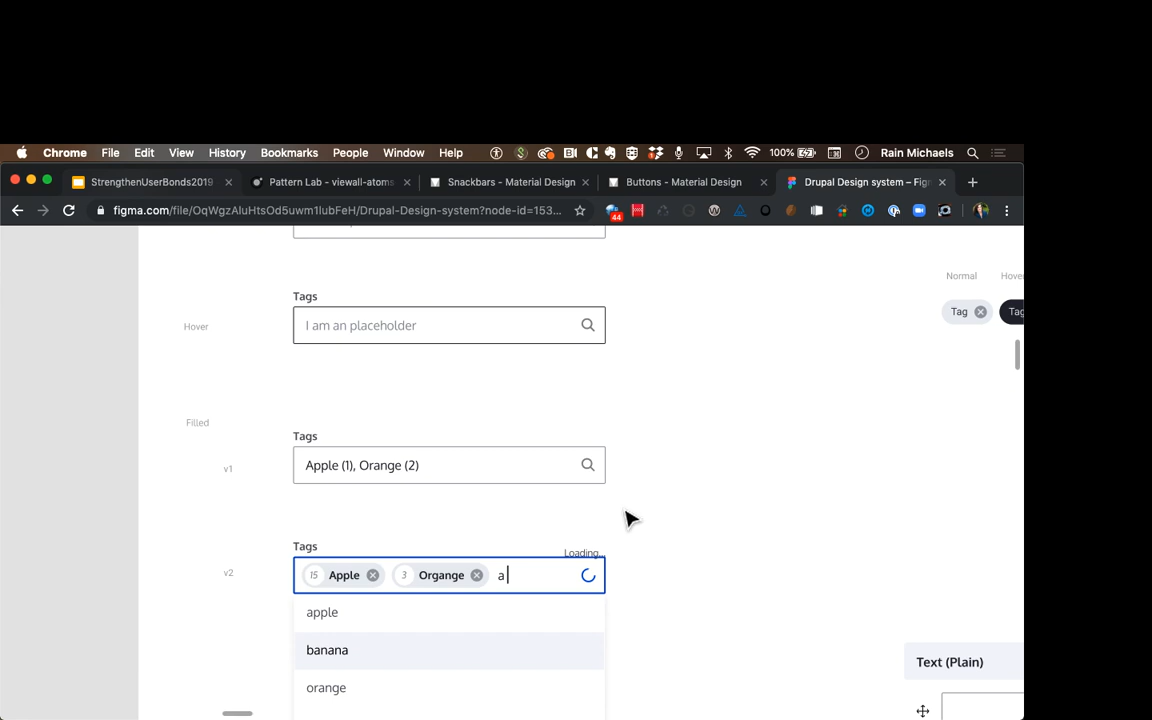 Chrome File Edit View History Bookmarks People Window Help 100% Rain Michaels
StrengthenUserBonds2019 Pattern Lab - viewall-atoms Snackbars - Material Design Buttons - Material Design Drupal Design system – Fig
figma.com/file/OqWgzAluHtsOd5uwm1lubFeH/Drupal-Design-system?node-id=153... 44
Normal Hove
Tags
Hover I am an placeholder Tag Tag
Filled
Tags
v1 Apple (1), Orange (2)
Tags Loading...
v2 15 Apple 3 Organge a
apple
banana
Text (Plain)
orange